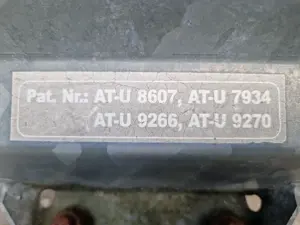 Pat. Nr.: AT-U 8607, AT-U 7934
AT-U 9266, AT-U 9270